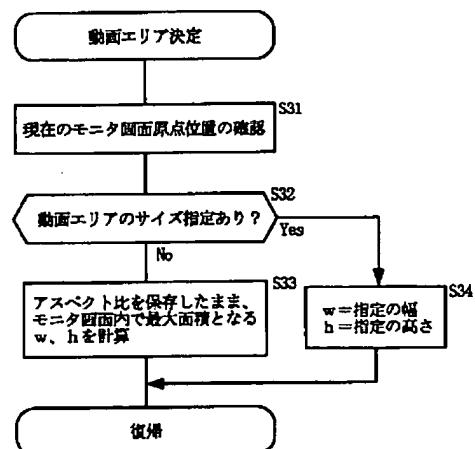 動画エリア決定
S31
現在のモニタ画面原点位置の確認
S32
動画エリアのサイズ指定あり?
Yes
No
S33
アスペクト比を保存したまま、
モニタ画面内で最大面積となる
w、hを計算
S34
w=指定の幅
h=指定の高さ
復帰